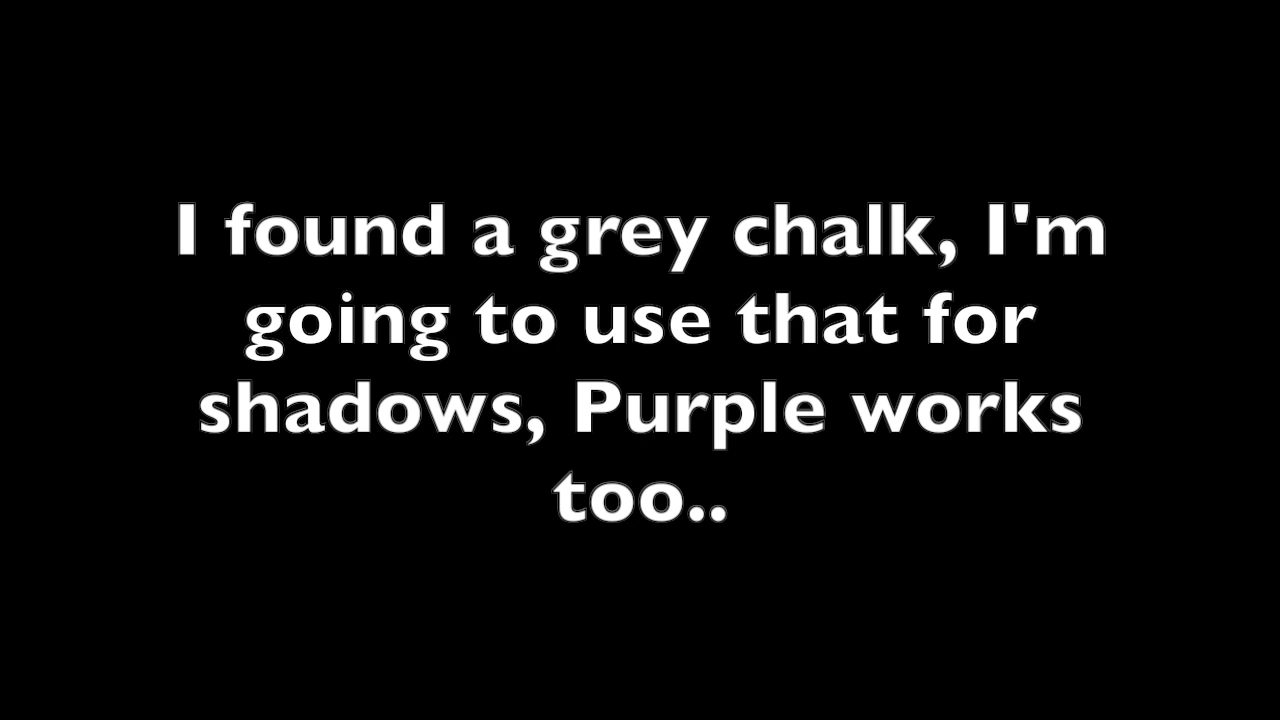 I found a grey chalk, I'm
going to use that for
shadows, Purple works
too..